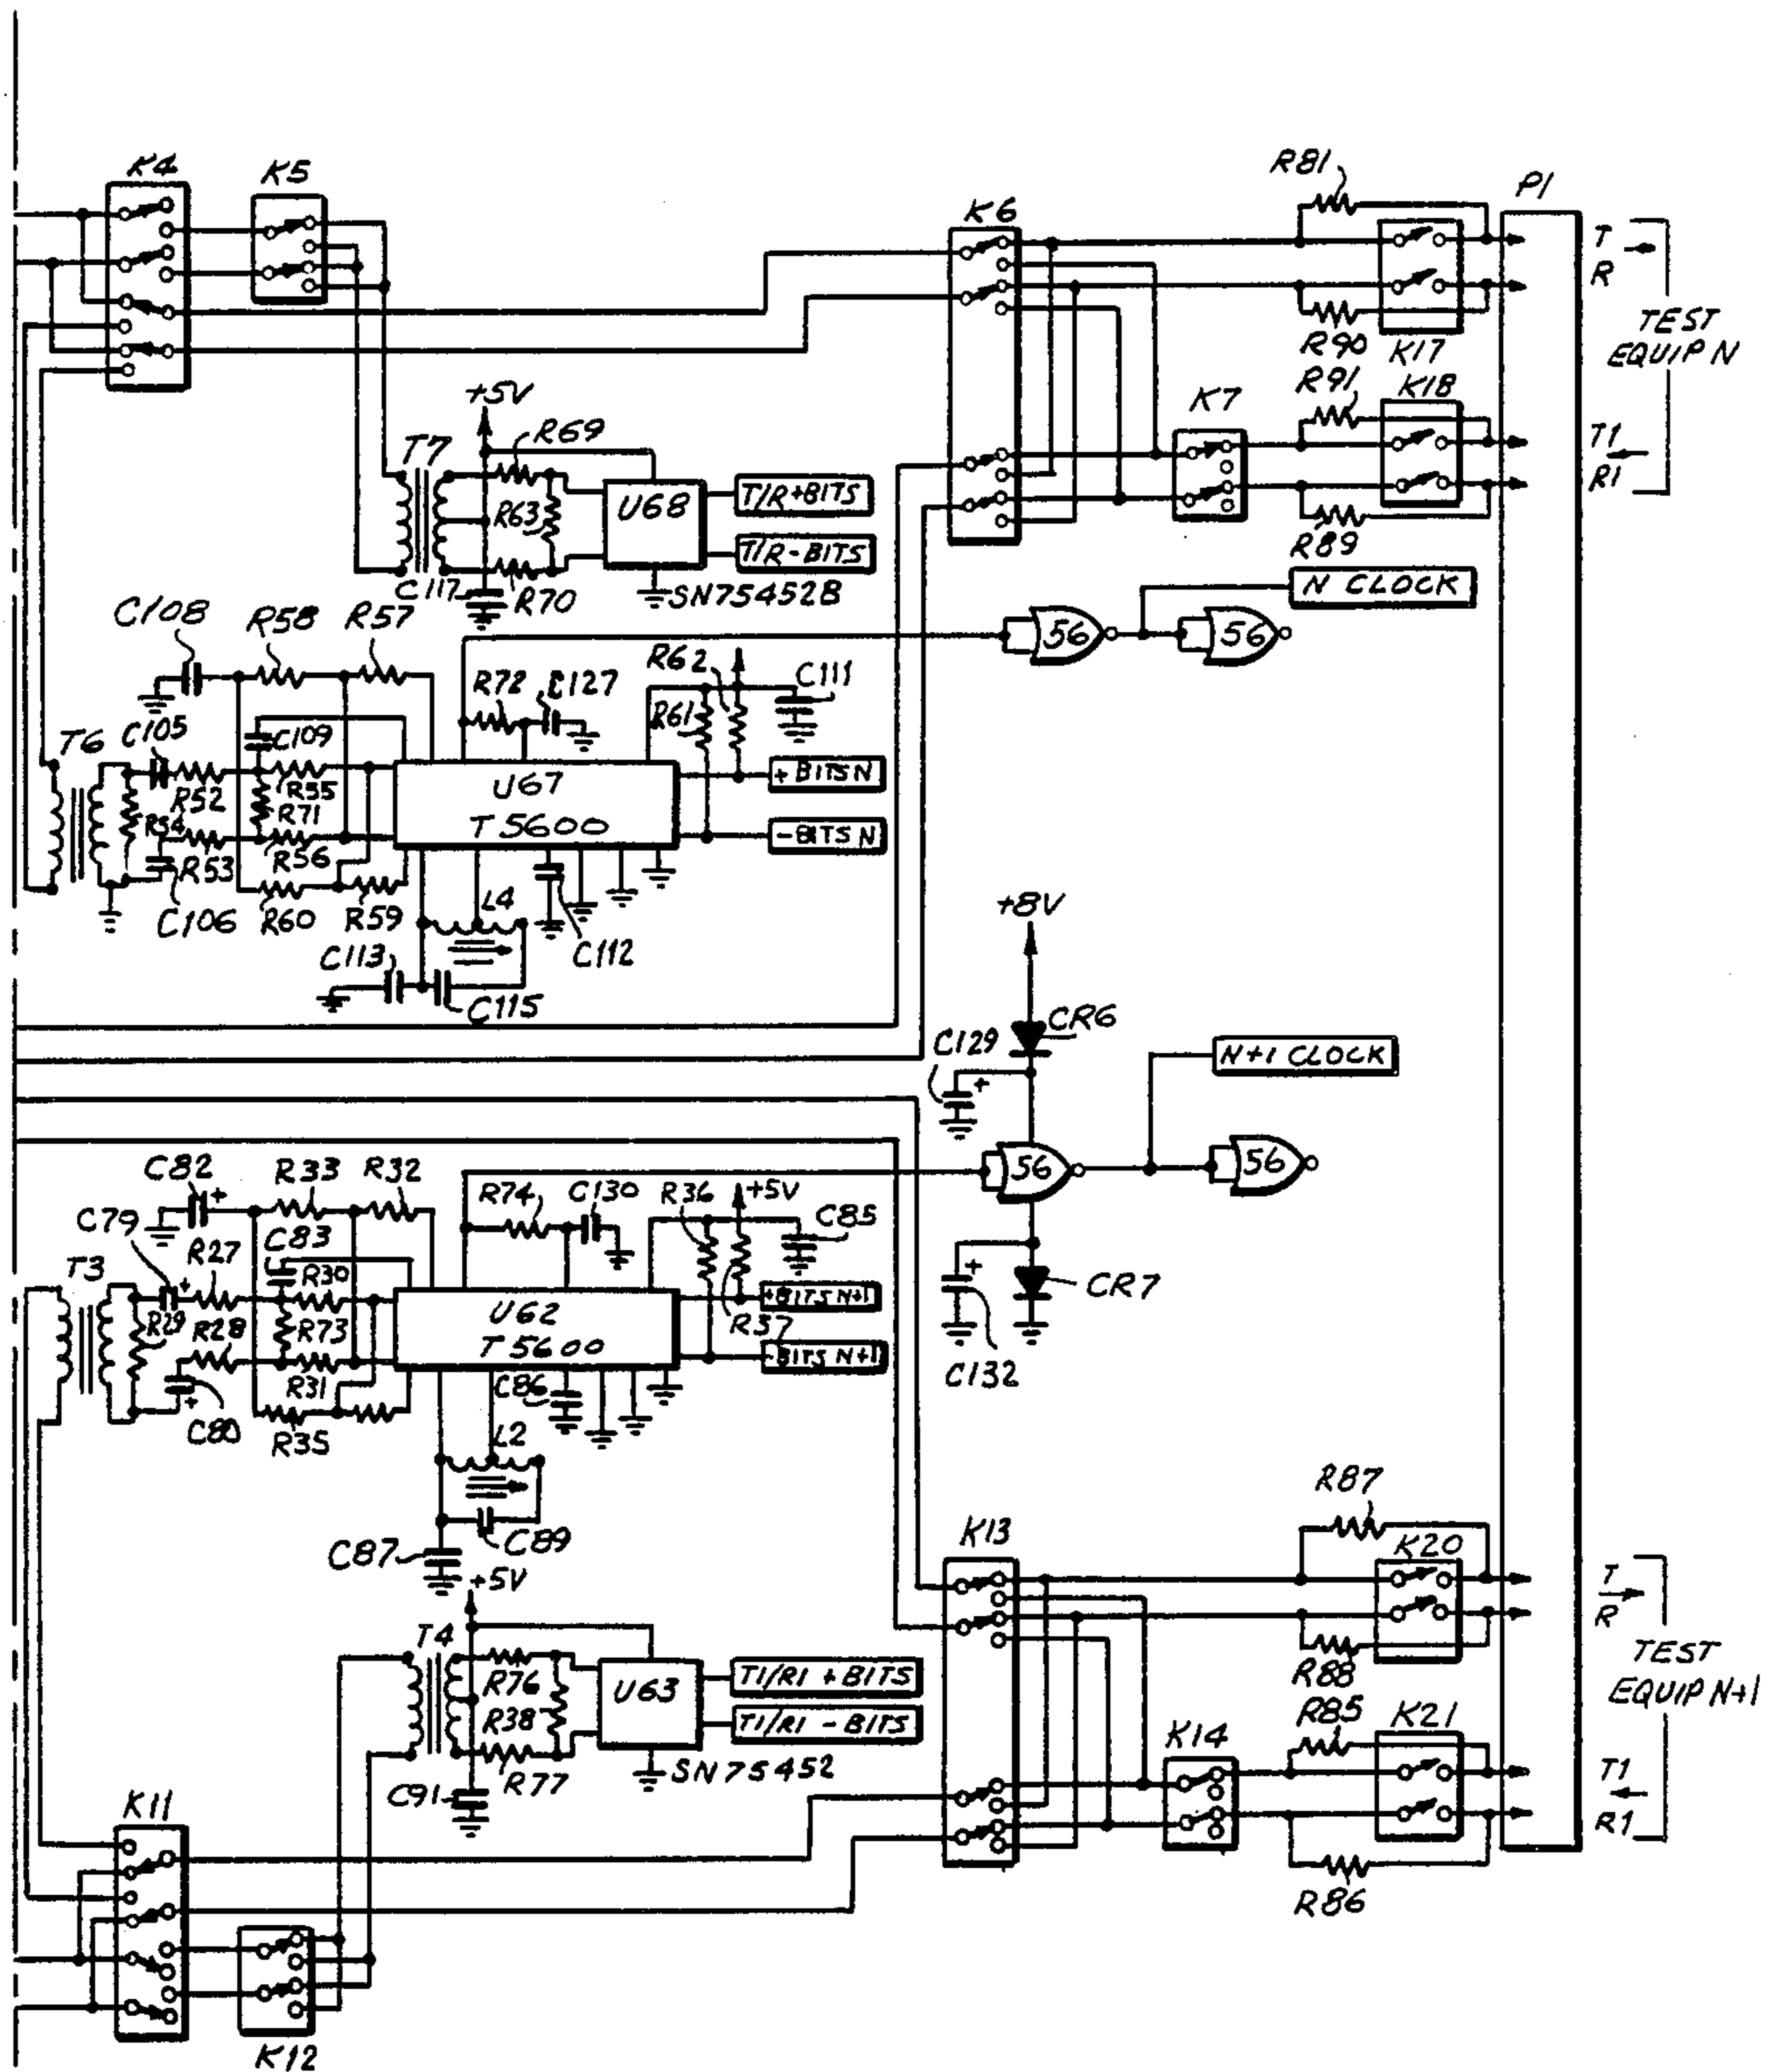 K4
K5
K6
R81
P1
T
R
TEST
EQUIP N
R90
K17
R91
K18
K7
T1
R1
R89
+5V
R69
T7
R63
U68
T/R+BITS
T/R-BITS
C117
R70
SN75452B
N CLOCK
56
56
C108
R58
R57
R62
C111
R72
C127
R61
T6
C105
C109
R52
R55
R71
R54
R53
R56
U67
T5600
+BITS N
-BITS N
C106
R60
R59
L4
C112
C113
C115
+8V
CR6
C129
+
N+1 CLOCK
56
56
C82
+
R33
R32
R74
C130
R36
+5V
C85
C79
+
R27
C83
R30
T3
R29
R28
R73
R31
U62
T5600
+BITS N+1
R37
-BITS N+1
+
CR7
C132
C80
+
R35
C86
L2
C87
C89
+5V
K13
R87
K20
T
R
TEST
EQUIP N+1
R88
R85
K21
K14
T1
R1
R86
T4
R76
R38
U63
T1/R1 +BITS
T1/R1 -BITS
R77
SN75452
C91
K11
K12